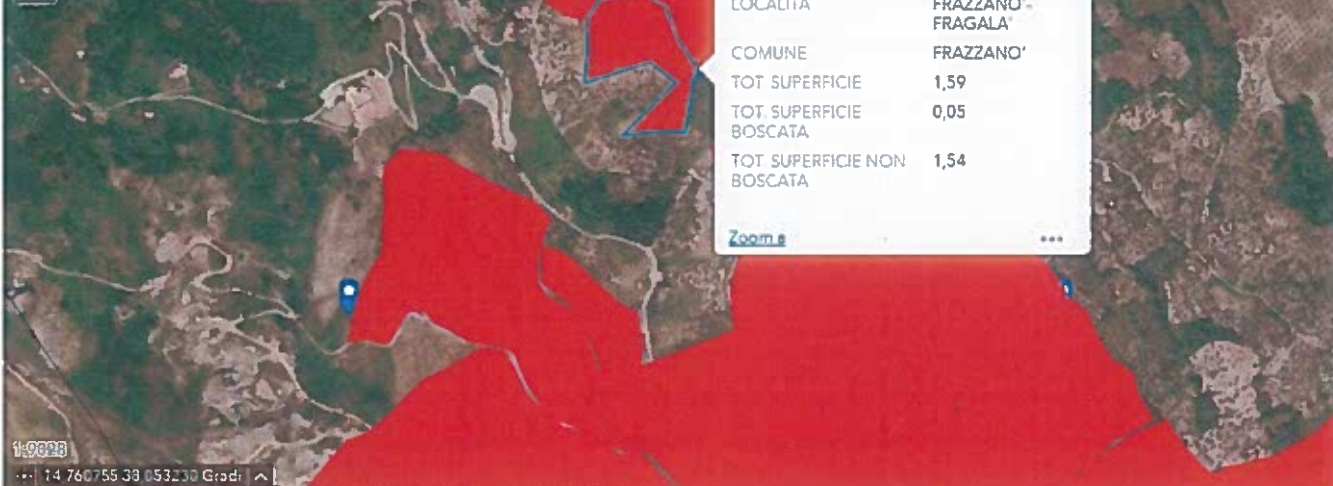 LOCALITA FRAZZANO'-
FRAGALA'
COMUNE FRAZZANO'
TOT SUPERFICIE 1,59
TOT. SUPERFICIE 0,05
BOSCATA
TOT SUPERFICIE NON 1,54
BOSCATA
Zoom a
14.760755 38.053230 Gradi